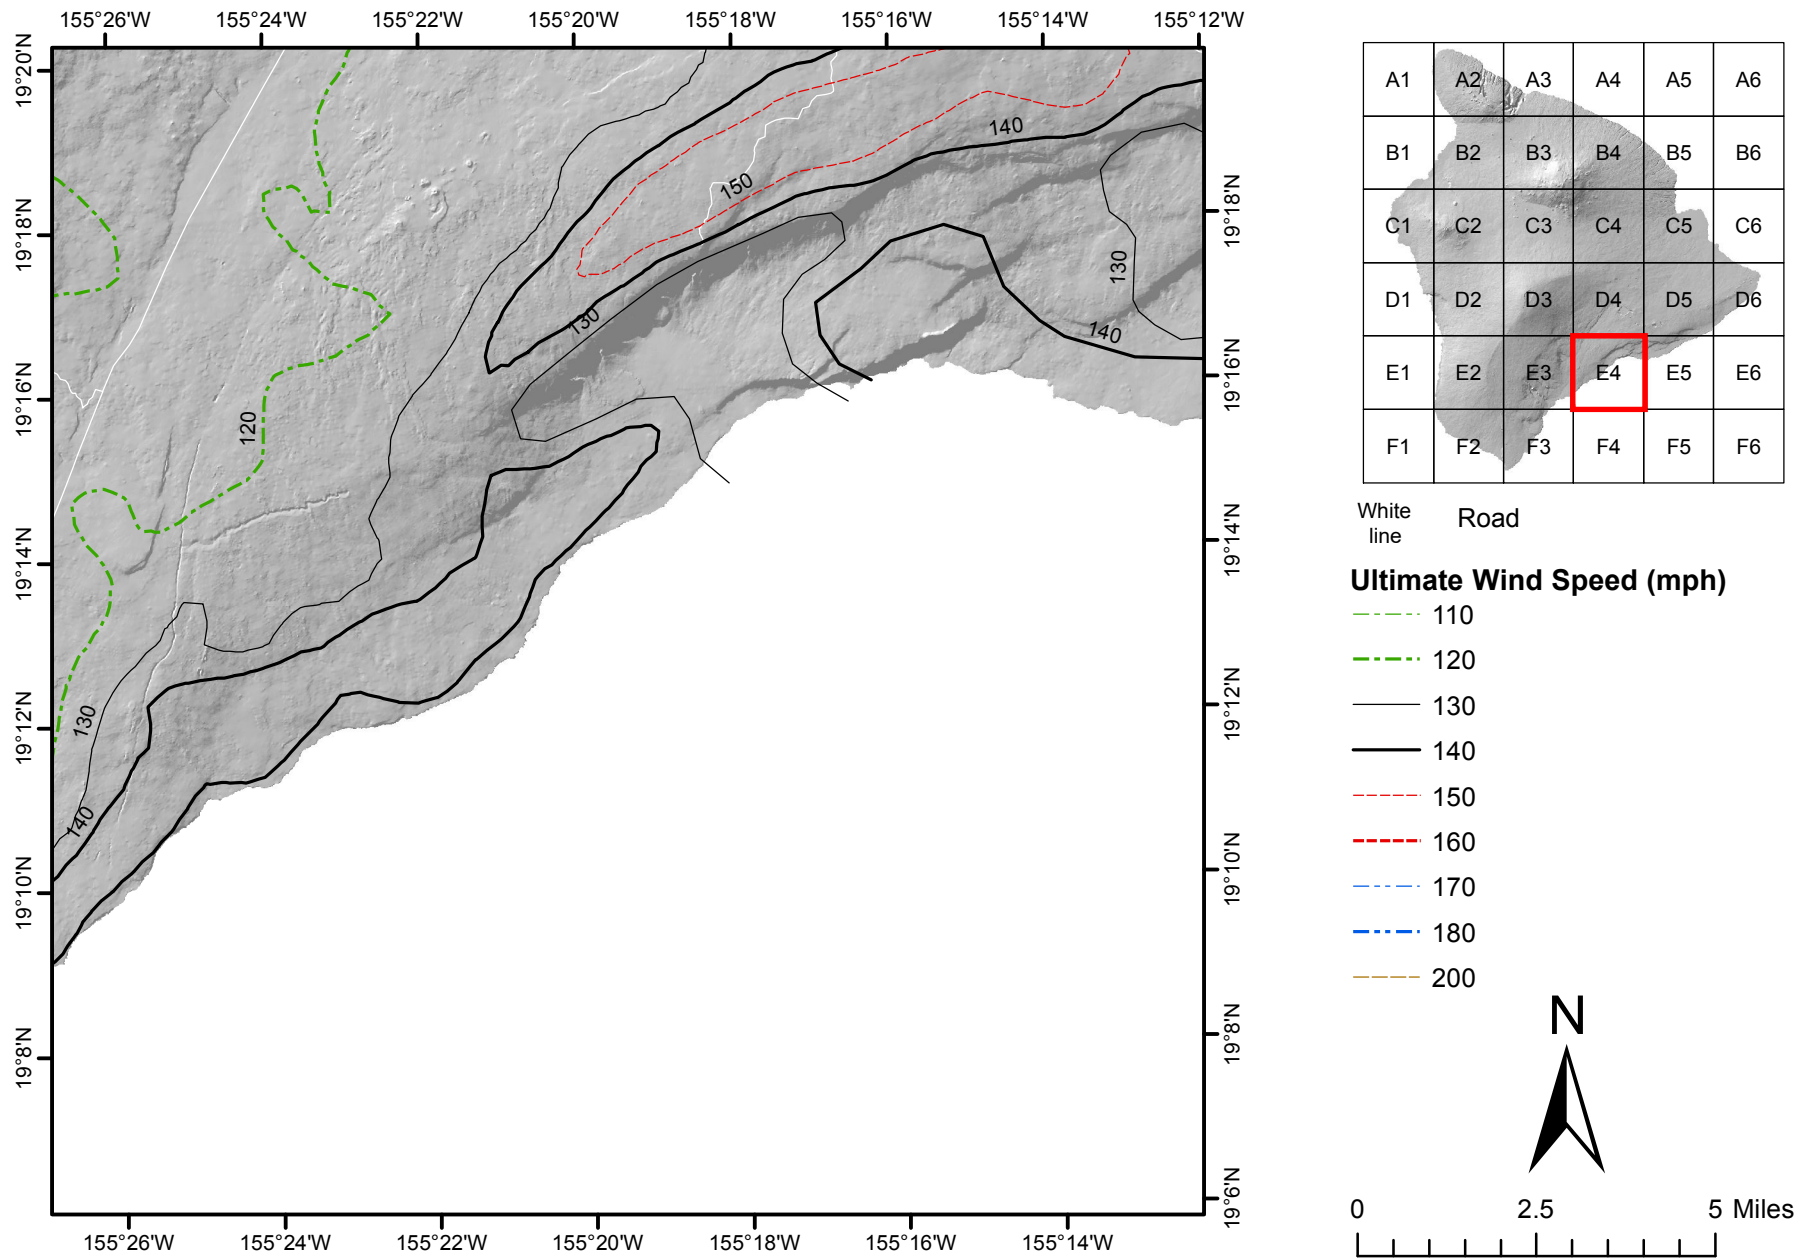 155°26'W 155°24'W 155°22'W 155°20'W 155°18'W 155°16'W 155°14'W 155°12'W
19°20'N
19°18'N
19°16'N
19°14'N
19°12'N
19°10'N
19°8'N
140
150
130
130
140
120
130
140
19°18'N
19°16'N
19°14'N
19°12'N
19°10'N
19°8'N
19°6'N
155°26'W 155°24'W 155°22'W 155°20'W 155°18'W 155°16'W 155°14'W
A1 A2 A3 A4 A5 A6
B1 B2 B3 B4 B5 B6
C1 C2 C3 C4 C5 C6
D1 D2 D3 D4 D5 D6
E1 E2 E3 E4 E5 E6
F1 F2 F3 F4 F5 F6
White
line
Road
Ultimate Wind Speed (mph)
110
120
130
140
150
160
170
180
200
N
0 2.5 5 Miles